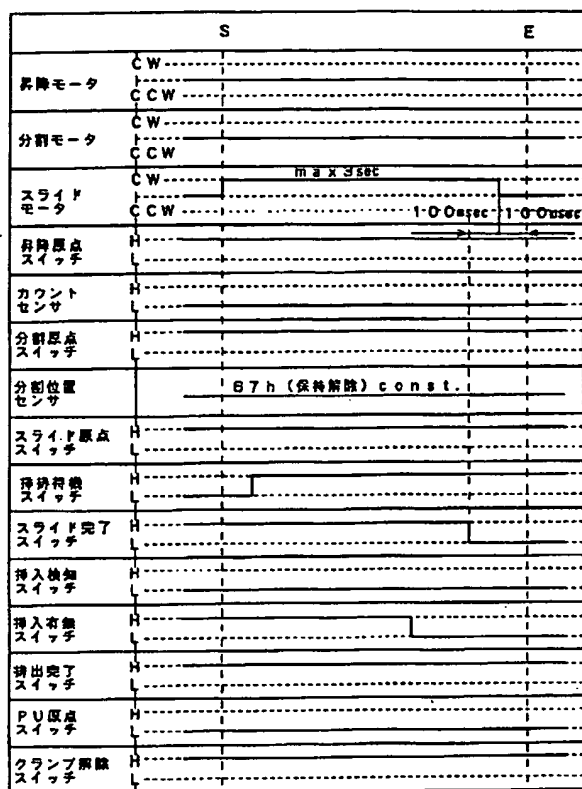 S E
昇降モータ CW
CCW
分割モータ CW
CCW
スライド
モータ CW
CCW
max3sec
100msec 100msec
昇降原点
スイッチ H
L
カウント
センサ H
L
分割原点
スイッチ H
L
分割位置
センサ 67h(保持解除)const.
スライド原点
スイッチ H
L
待機
スイッチ H
L
スライド完了
スイッチ H
L
挿入検知
スイッチ H
L
挿入有無
スイッチ H
L
排出完了
スイッチ H
L
PU原点
スイッチ H
L
クランプ解除
スイッチ H
L